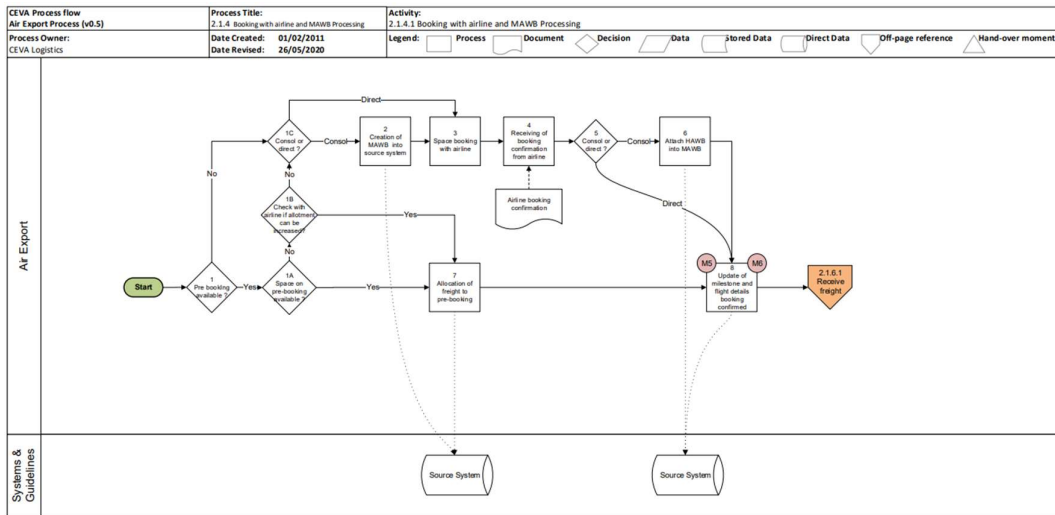 CEVA Process flow
Air Export Process (v0.5)
Process Title:
2.1.4 Booking with airline and MAWB Processing
Activity:
2.1.4.1 Booking with airline and MAWB Processing
Process Owner:
CEVA Logistics
Date Created: 01/02/2011
Date Revised: 26/05/2020
Legend:
Process
Document
Decision
Data
Stored Data
Direct Data
Off-page reference
Hand-over moment
Air Export
Direct
1C
Consol or
direct ?
Consol
2
Creation of
MAWB into
source system
3
Space booking
with airline
4
Receiving of
booking
confirmation
from airline
5
Consol or
direct ?
Consol
6
Attach HAWB
into MAWB
No
No
1B
Check with
airline if allotment
can be
increased?
Yes
Airline booking
confirmation
Direct
No
Start
1
Pre booking
available ?
Yes
1A
Space on
pre-booking
available ?
Yes
7
Allocation of
freight to
pre-booking
M5
M6
8
Update of
milestone and
flight details
booking
confirmed
2.1.6.1
Receive
freight
Systems &
Guidelines
Source System
Source System